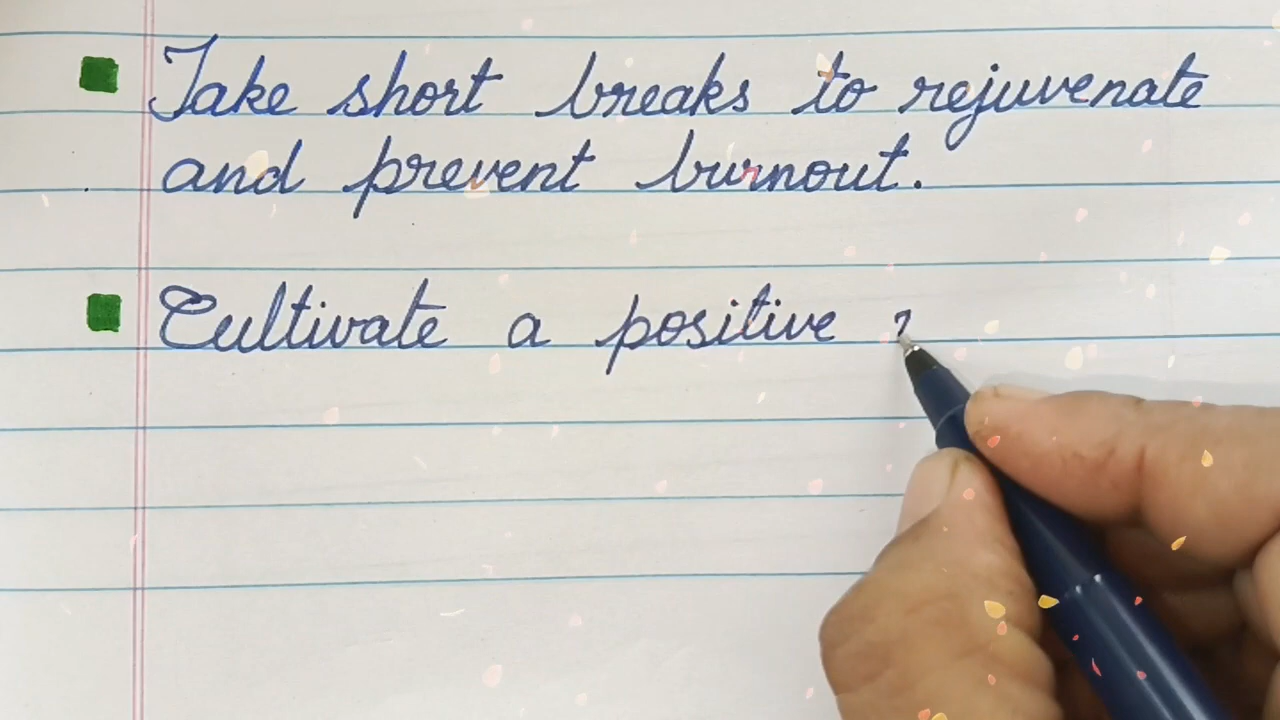 Take short breaks to rejuvenate
and prevent burnout.
Cultivate a positive